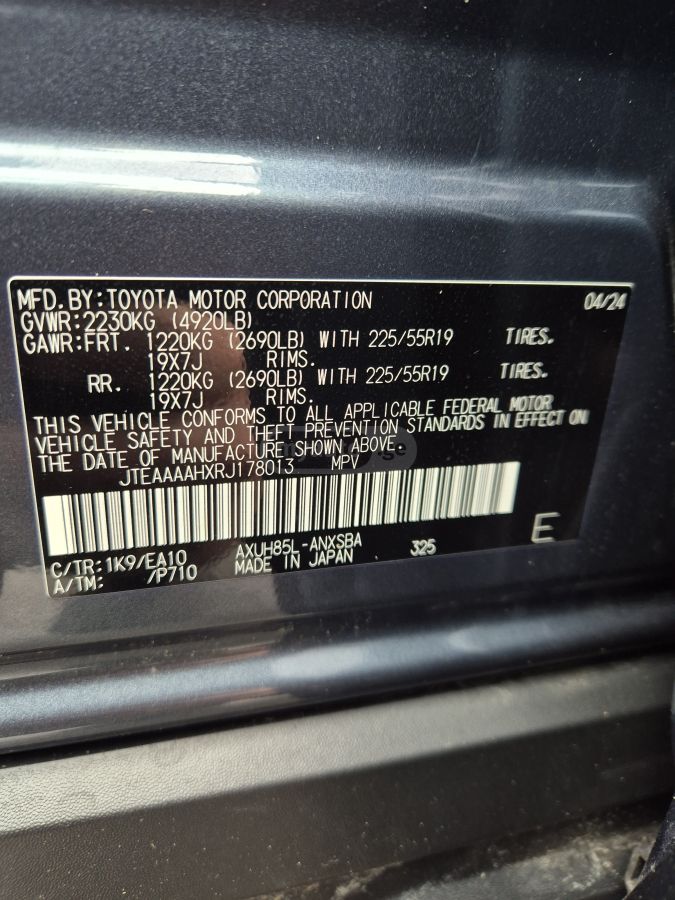 MFD.BY:TOYOTA MOTOR CORPORATION 04/24
GVWR:2230KG (4920LB)
GAWR:FRT. 1220KG (2690LB) WITH 225/55R19 TIRES.
19X7J RIMS.
RR. 1220KG (2690LB) WITH 225/55R19 TIRES.
19X7J RIMS.
THIS VEHICLE CONFORMS TO ALL APPLICABLE FEDERAL MOTOR
VEHICLE SAFETY AND THEFT PREVENTION STANDARDS IN EFFECT ON
THE DATE OF MANUFACTURE SHOWN ABOVE.
JTEAAAAHXRJ178013 MPV
C/TR:1K9/EA10 AXUH85L-ANXSBA 325 E
A/TM: /P710 MADE IN JAPAN